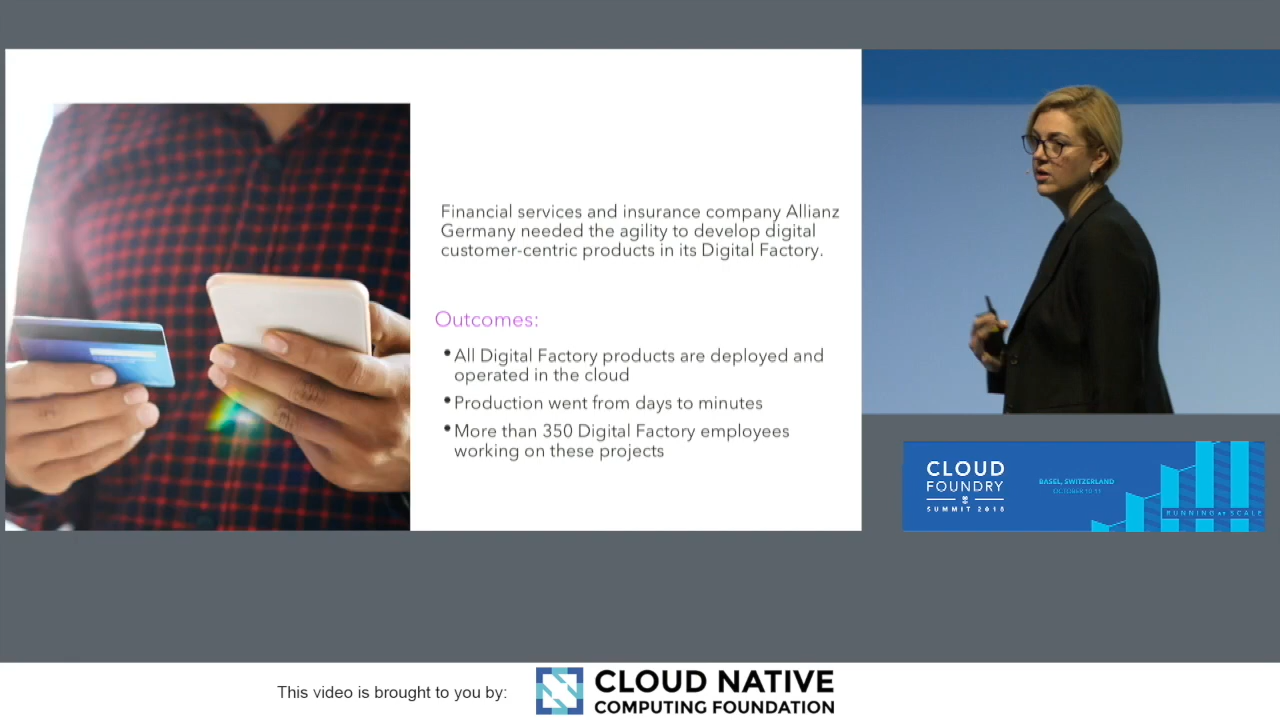 Financial services and insurance company Allianz
Germany needed the agility to develop digital
customer-centric products in its Digital Factory.
Outcomes:
• All Digital Factory products are deployed and
operated in the cloud
• Production went from days to minutes
• More than 350 Digital Factory employees
working on these projects
CLOUD
FOUNDRY
SUMMIT 2018
BASEL, SWITZERLAND
OCTOBER 10-11
RUNNING AT SCALE
This video is brought to you by:
CLOUD NATIVE
COMPUTING FOUNDATION